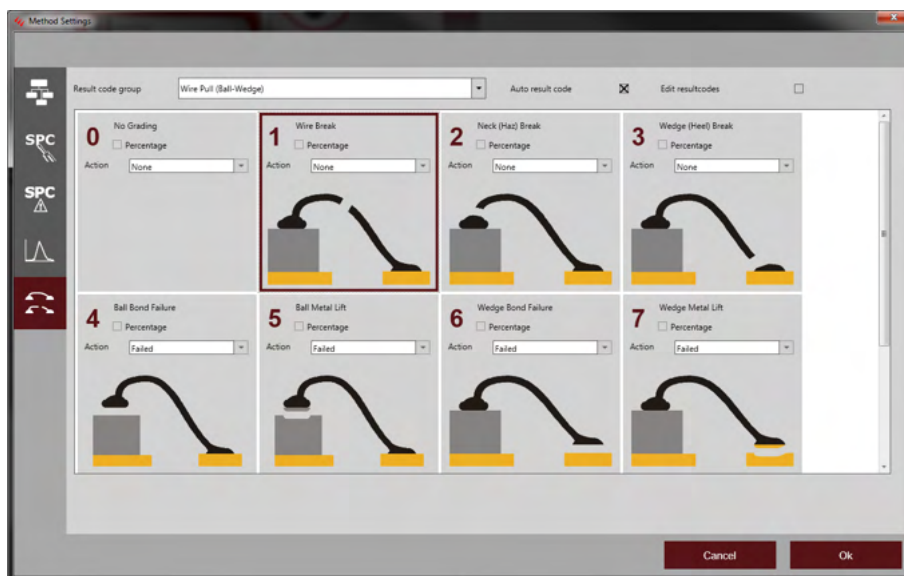 Method Settings
Result code group Wire Pull (Ball-Wedge) Auto result code Edit resultcodes
SPC
SPC
0 No Grading
Percentage
Action None
1 Wire Break
Percentage
Action None
2 Neck (Haz) Break
Percentage
Action None
3 Wedge (Heel) Break
Percentage
Action None
4 Ball Bond Failure
Percentage
Action Failed
5 Ball Metal Lift
Percentage
Action Failed
6 Wedge Bond Failure
Percentage
Action Failed
7 Wedge Metal Lift
Percentage
Action Failed
Cancel Ok